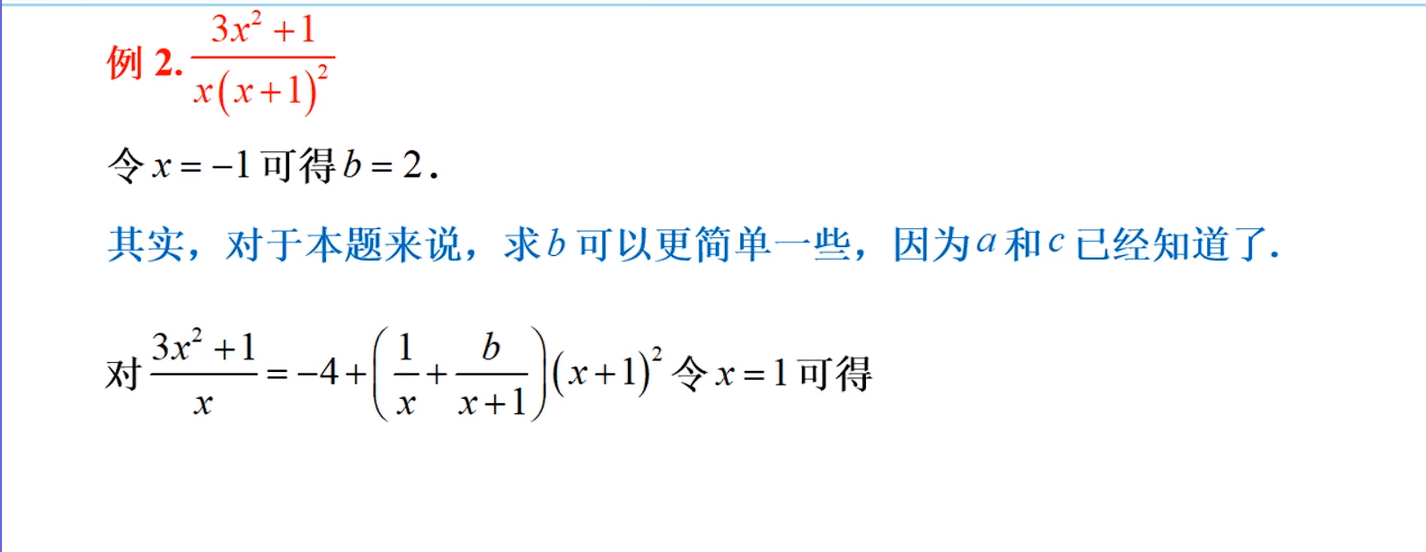 例 2. \frac{3x^2+1}{x(x+1)^2}
令 x = −1 可得 b = 2.
其实，对于本题来说，求 b 可以更简单一些，因为 a 和 c 已经知道了.
对 \frac{3x^2+1}{x} = −4 + \left(\frac{1}{x} + \frac{b}{x+1}\right)(x+1)^2 令 x = 1 可得